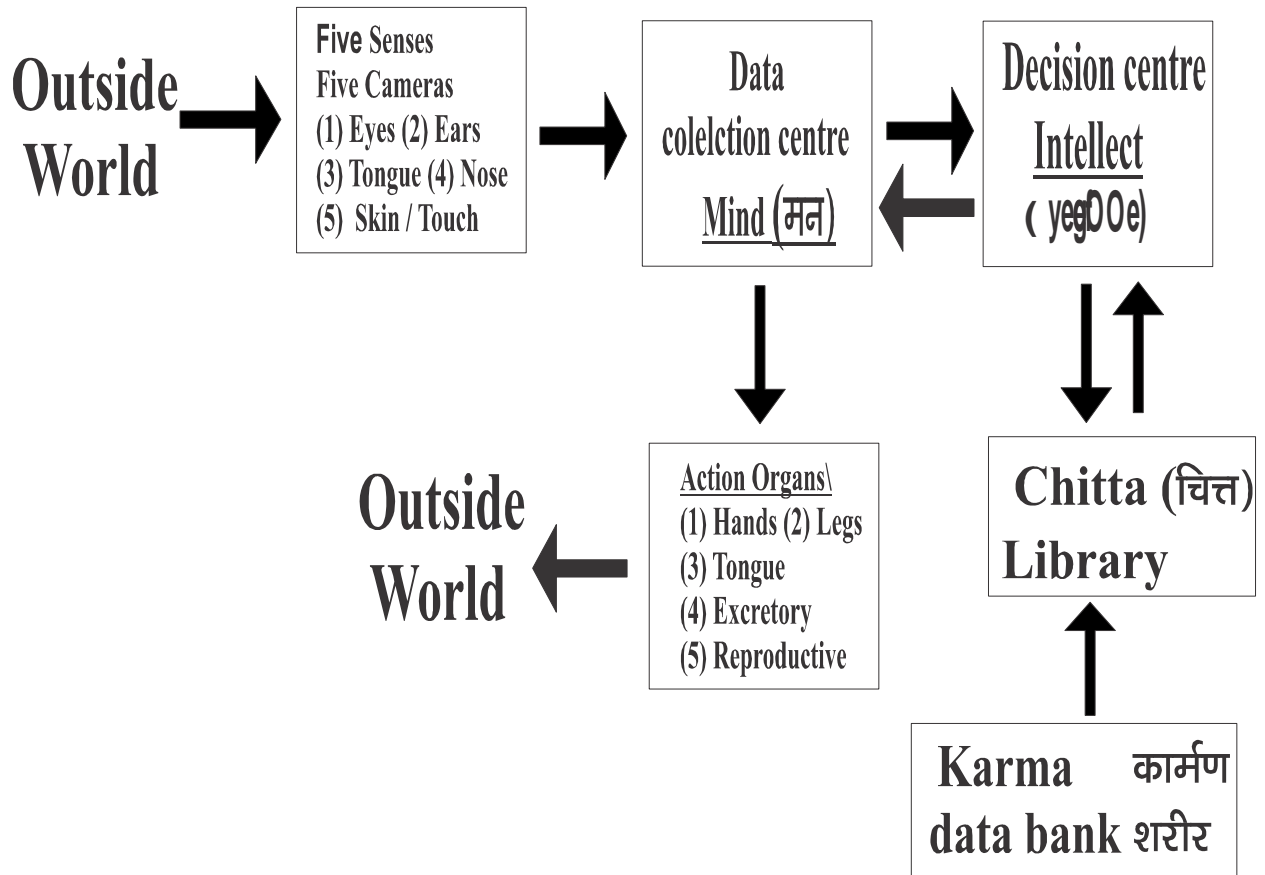 Outside
World
Five Senses
Five Cameras
(1) Eyes (2) Ears
(3) Tongue (4) Nose
(5) Skin / Touch
Data
colelction centre
Mind (मन)
Decision centre
Intellect
( yegfOOe)
Outside
World
Action Organs\
(1) Hands (2) Legs
(3) Tongue
(4) Excretory
(5) Reproductive
Chitta (चित्त)
Library
Karma कार्मण
data bank शरीर